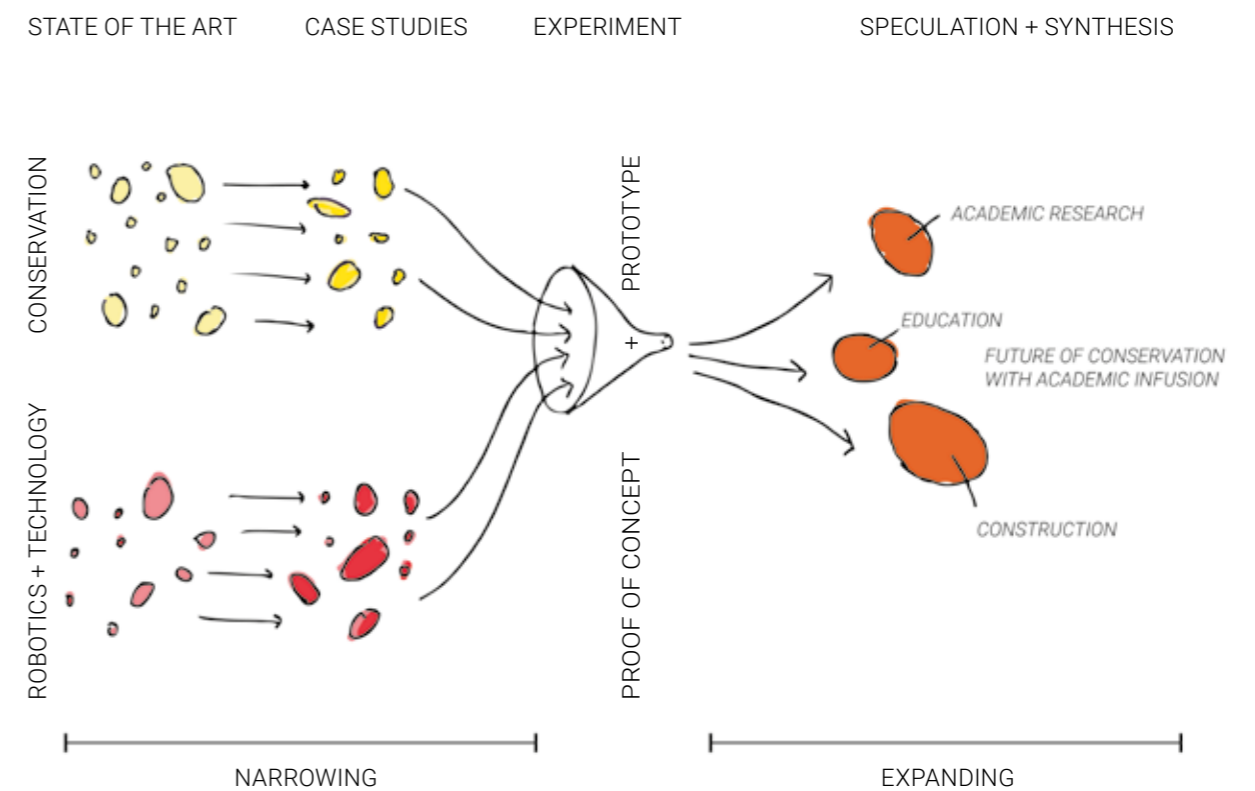 STATE OF THE ART
CASE STUDIES
EXPERIMENT
SPECULATION + SYNTHESIS
CONSERVATION
ROBOTICS + TECHNOLOGY
PROTOTYPE
+
PROOF OF CONCEPT
ACADEMIC RESEARCH
EDUCATION
FUTURE OF CONSERVATION
WITH ACADEMIC INFUSION
CONSTRUCTION
NARROWING
EXPANDING